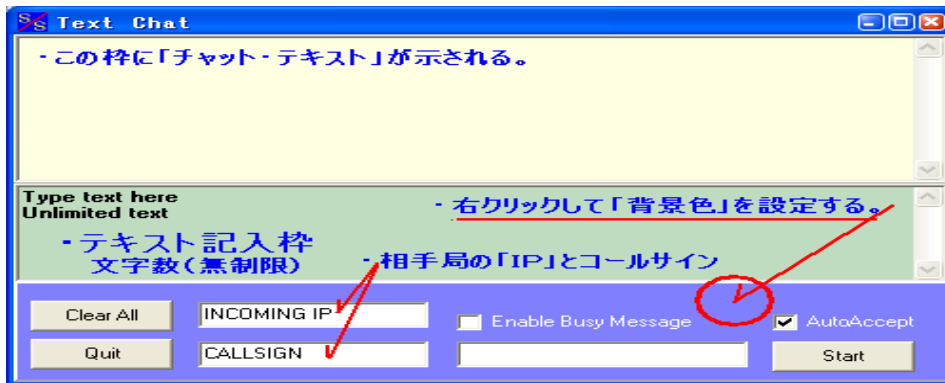 Text Chat
・この枠に「チャット・テキスト」が示される。
Type text here
Unlimited text
・右クリックして「背景色」を設定する。
・テキスト記入枠
文字数(無制限)
・相手局の「IP」とコールサイン
Clear All
INCOMING IP
Enable Busy Message
AutoAccept
Quit
CALLSIGN
Start